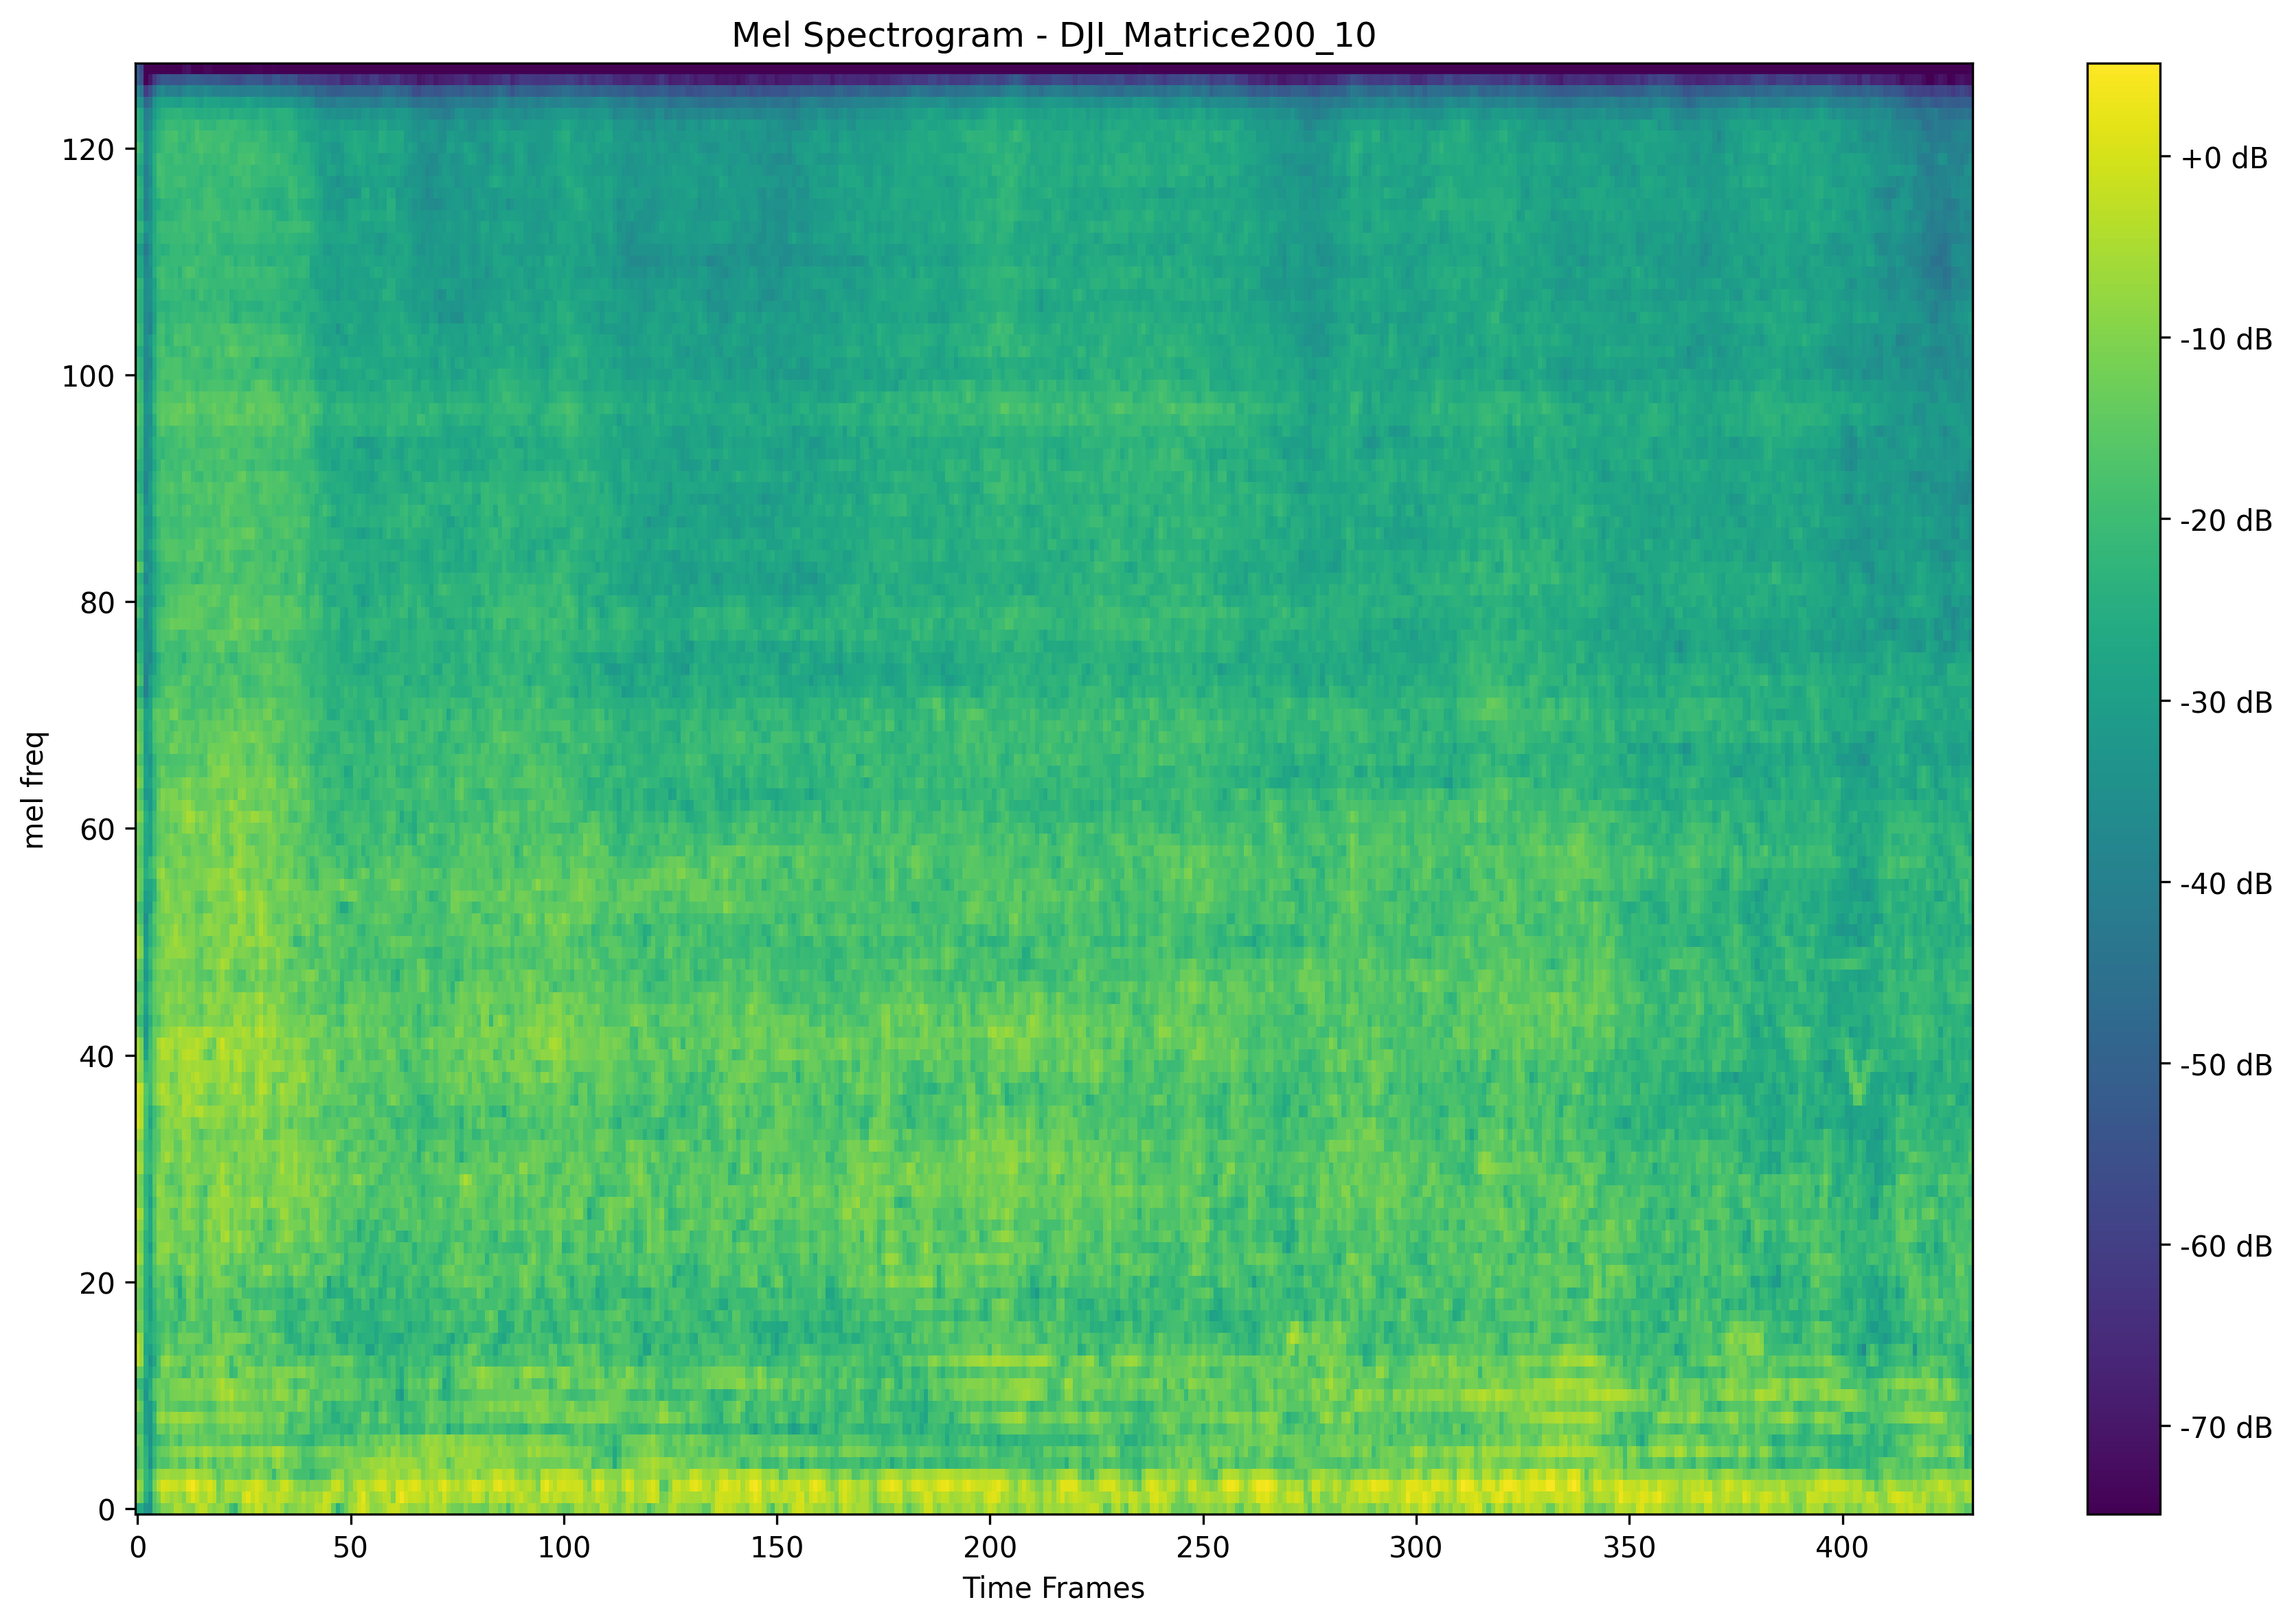 Mel Spectrogram - DJI_Matrice200_10
mel freq
120
100
80
60
40
20
0
0 50 100 150 200 250 300 350 400
Time Frames
+0 dB
-10 dB
-20 dB
-30 dB
-40 dB
-50 dB
-60 dB
-70 dB